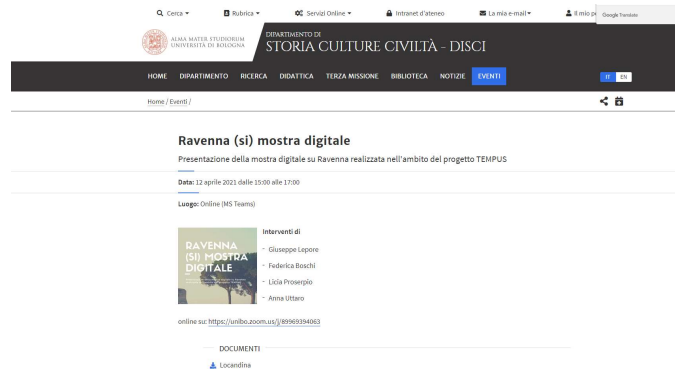 Cerca
Rubrica
Servizi Online
Intranet d'ateneo
La mia e-mail
Il mio p
Google Translate
ALMA MATER STUDIORUM
UNIVERSITÀ DI BOLOGNA
DIPARTIMENTO DI
STORIA CULTURE CIVILTÀ - DISCI
HOME DIPARTIMENTO RICERCA DIDATTICA TERZA MISSIONE BIBLIOTECA NOTIZIE EVENTI IT EN
Home / Eventi /
Ravenna (si) mostra digitale
Presentazione della mostra digitale su Ravenna realizzata nell'ambito del progetto TEMPUS
Data: 12 aprile 2021 dalle 15:00 alle 17:00
Luogo: Online (MS Teams)
RAVENNA
(SI) MOSTRA
DIGITALE
Interventi di
- Giuseppe Lepore
- Federica Boschi
- Licia Proserpio
- Anna Uttaro
online su: https://unibo.zoom.us/j/89969394063
DOCUMENTI
Locandina